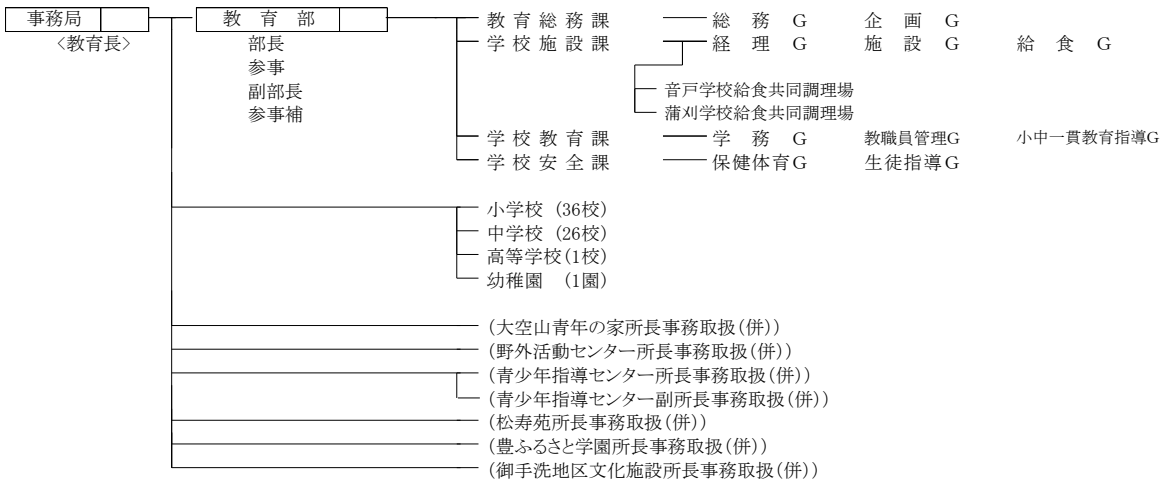 事務局 教育部 教育総務課 総務G 企画G
〈教育長〉 部長 学校施設課 経理G 施設G 給食G
参事
副部長 音戸学校給食共同調理場
参事補 蒲刈学校給食共同調理場
学校教育課 学務G 教職員管理G 小中一貫教育指導G
学校安全課 保健体育G 生徒指導G
小学校 (36校)
中学校 (26校)
高等学校(1校)
幼稚園 (1園)
(大空山青年の家所長事務取扱(併))
(野外活動センター所長事務取扱(併))
(青少年指導センター所長事務取扱(併))
(青少年指導センター副所長事務取扱(併))
(松寿苑所長事務取扱(併))
(豊ふるさと学園所長事務取扱(併))
(御手洗地区文化施設所長事務取扱(併))